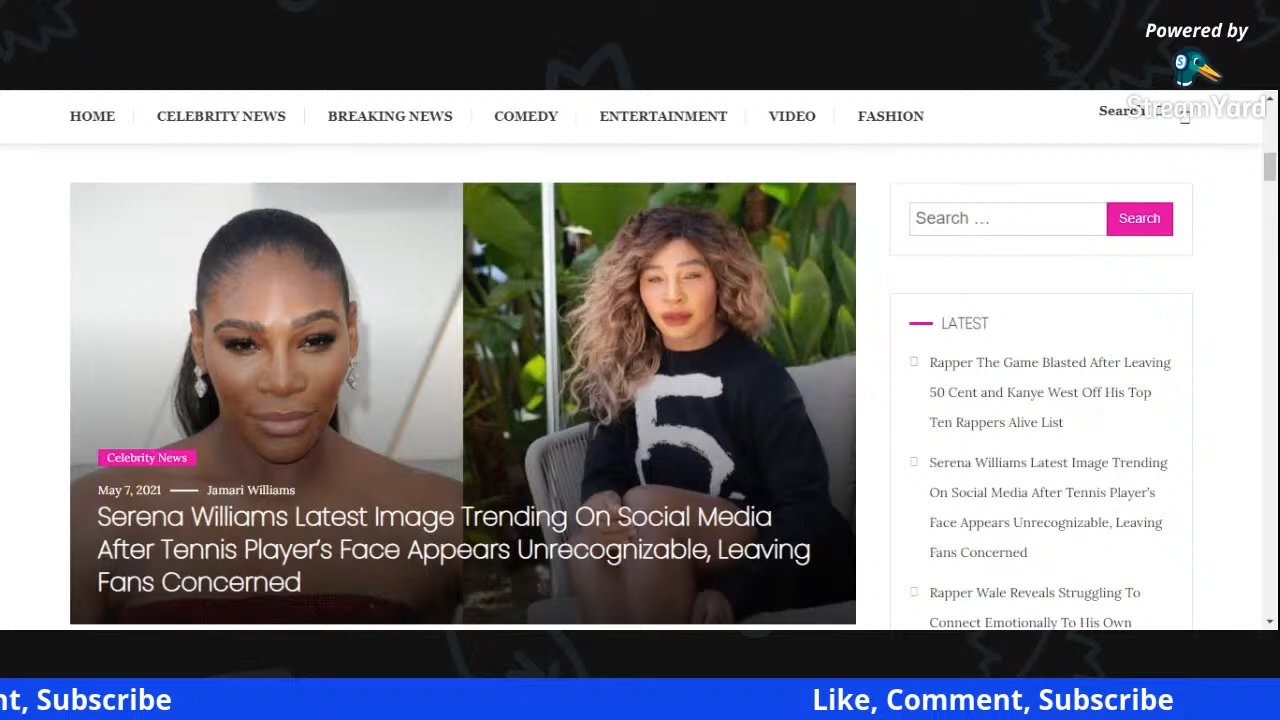 Powered by
StreamYard
HOME
CELEBRITY NEWS
BREAKING NEWS
COMEDY
ENTERTAINMENT
VIDEO
FASHION
5.
Celebrity News
May 7, 2021
Jamari Williams
Serena Williams Latest Image Trending On Social Media
After Tennis Player's Face Appears Unrecognizable, Leaving
Fans Concerned
Search …
Search
LATEST
Rapper The Game Blasted After Leaving
50 Cent and Kanye West Off His Top
Ten Rappers Alive List
Serena Williams Latest Image Trending
On Social Media After Tennis Player's
Face Appears Unrecognizable, Leaving
Fans Concerned
Rapper Wale Reveals Struggling To
Connect Emotionally To His Own
nt, Subscribe
Like, Comment, Subscribe